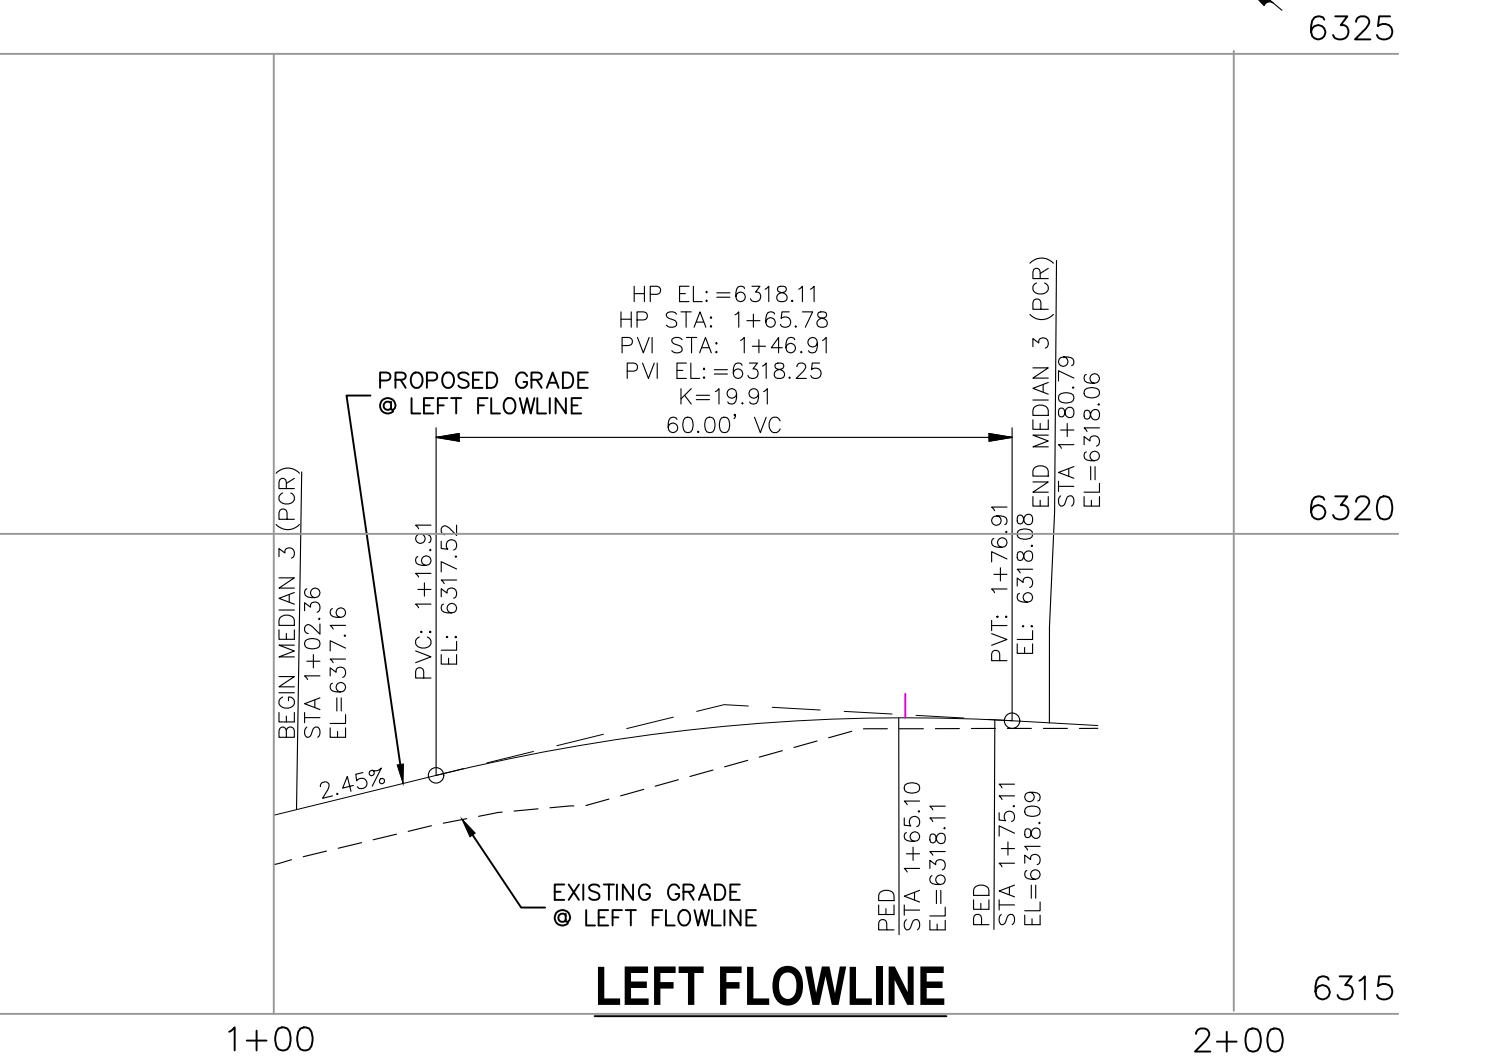 6325
HP EL:=6318.11
HP STA: 1+65.78
PVI STA: 1+46.91
PVI EL:=6318.25
K=19.91
60.00' VC
PROPOSED GRADE
@ LEFT FLOWLINE
END MEDIAN 3 (PCR)
STA 1+80.79
EL=6318.06
6320
BEGIN MEDIAN 3 (PCR)
STA 1+02.36
EL=6317.16
PVC: 1+16.91
EL: 6317.52
PVT: 1+76.91
EL: 6318.08
2.45%
EXISTING GRADE
@ LEFT FLOWLINE
PED
STA 1+65.10
EL=6318.11
PED
STA 1+75.11
EL=6318.09
LEFT FLOWLINE
6315
1+00
2+00